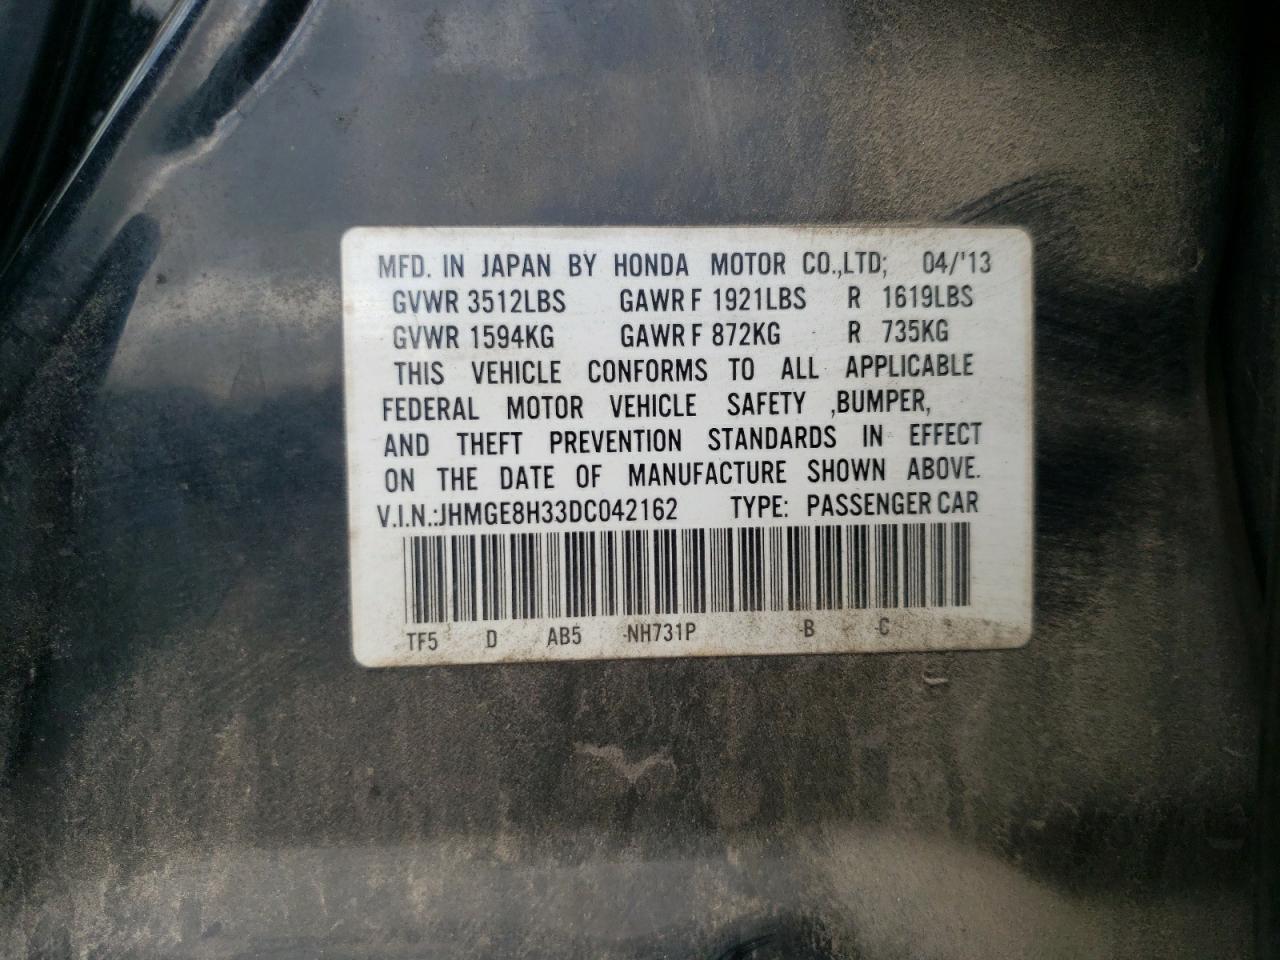 MFD. IN JAPAN BY HONDA MOTOR CO.,LTD; 04/'13
GVWR 3512LBS GAWR F 1921LBS R 1619LBS
GVWR 1594KG GAWR F 872KG R 735KG
THIS VEHICLE CONFORMS TO ALL APPLICABLE
FEDERAL MOTOR VEHICLE SAFETY ,BUMPER,
AND THEFT PREVENTION STANDARDS IN EFFECT
ON THE DATE OF MANUFACTURE SHOWN ABOVE.
V.I.N.:JHMGE8H33DC042162 TYPE: PASSENGER CAR
TF5 D AB5 -NH731P -B -C